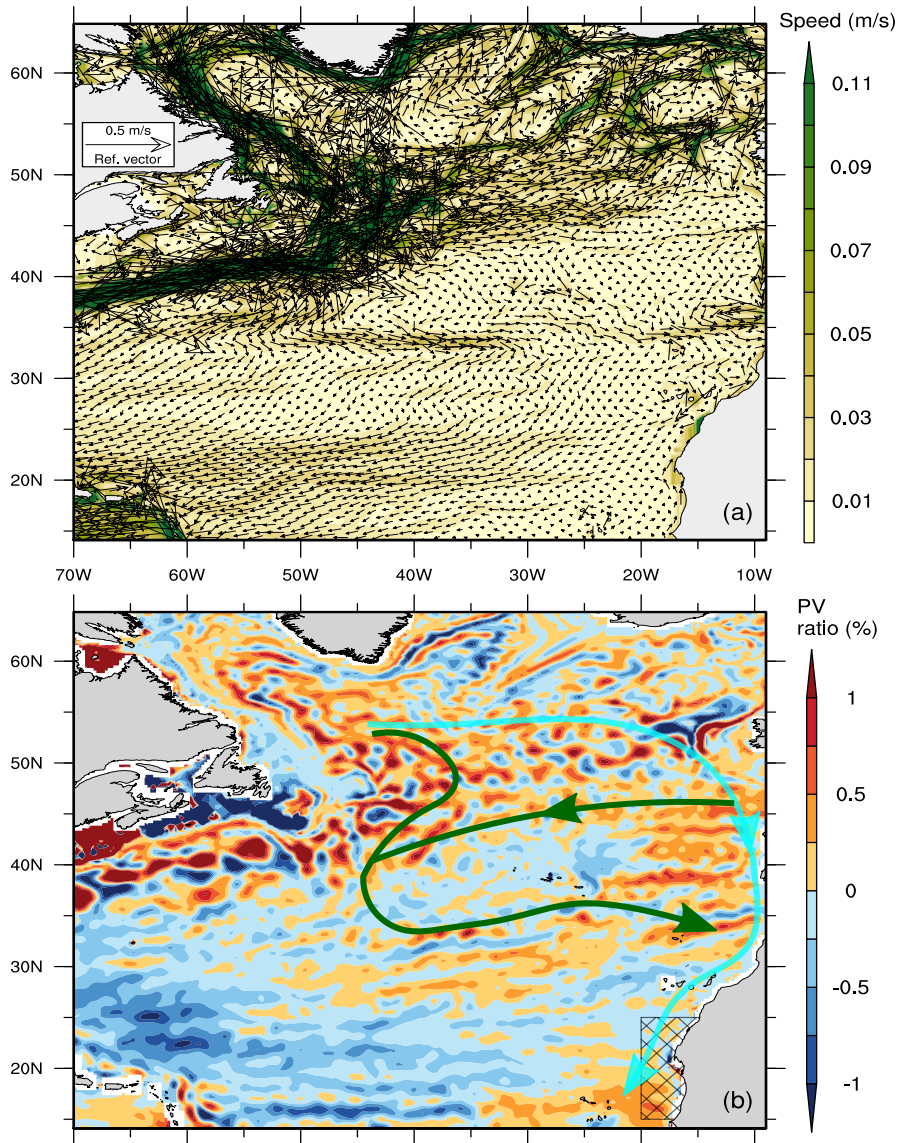 Speed (m/s)
60N
0.11
0.5 m/s
Ref. vector
0.09
50N
0.07
40N
0.05
30N
0.03
20N
0.01
(a)
70W 60W 50W 40W 30W 20W 10W
PV
ratio (%)
60N
1
50N
0.5
40N
0
30N
-0.5
20N
-1
(b)